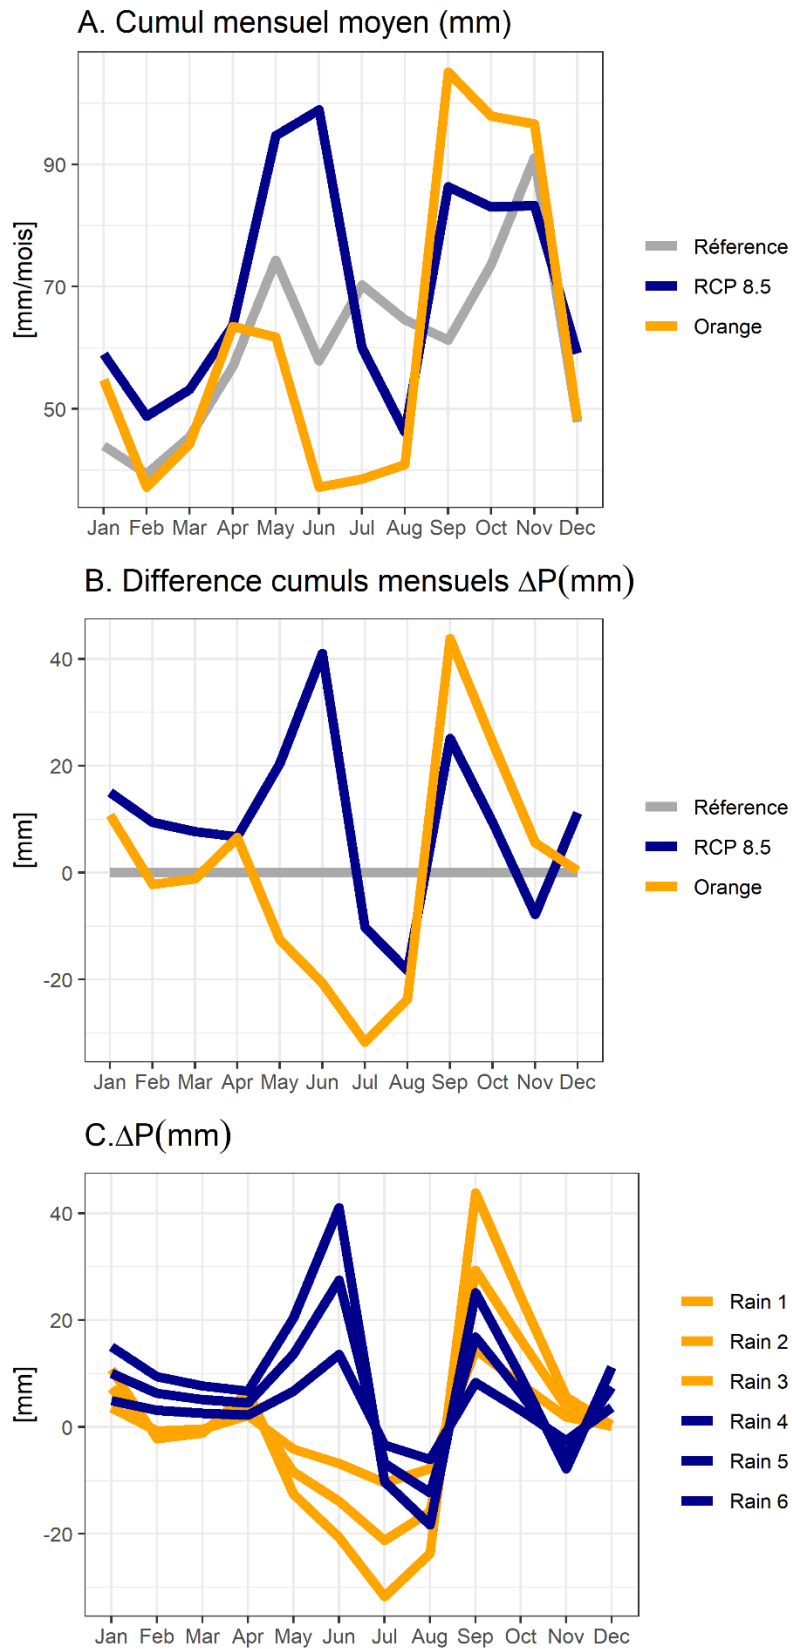 A. Cumul mensuel moyen (mm)
[mm/mois]
90
70
50
Jan Feb Mar Apr May Jun Jul Aug Sep Oct Nov Dec
Réference
RCP 8.5
Orange
B. Difference cumuls mensuels ΔP(mm)
[mm]
40
20
0
-20
Jan Feb Mar Apr May Jun Jul Aug Sep Oct Nov Dec
Réference
RCP 8.5
Orange
C.ΔP(mm)
[mm]
40
20
0
-20
Jan Feb Mar Apr May Jun Jul Aug Sep Oct Nov Dec
Rain 1
Rain 2
Rain 3
Rain 4
Rain 5
Rain 6